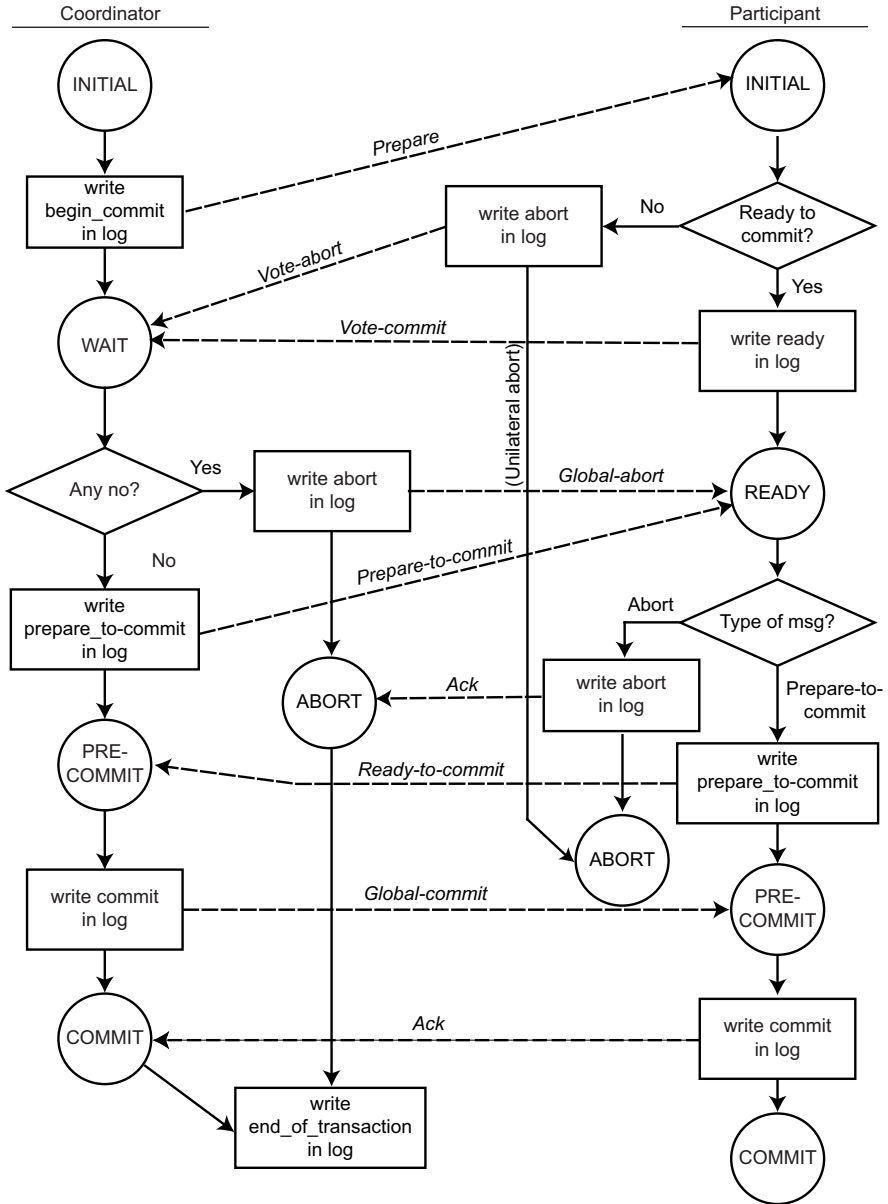 Coordinator
Participant
INITIAL
INITIAL
Prepare
write
begin_commit
in log
write abort
in log
No
Ready to
commit?
Vote-abort
Yes
WAIT
Vote-commit
write ready
in log
(Unilateral abort)
Any no?
Yes
write abort
in log
Global-abort
READY
No
Prepare-to-commit
write
prepare_to-commit
in log
Abort
Type of msg?
ABORT
Ack
write abort
in log
Prepare-to-
commit
PRE-
COMMIT
Ready-to-commit
write
prepare_to-commit
in log
ABORT
write commit
in log
Global-commit
PRE-
COMMIT
COMMIT
Ack
write commit
in log
write
end_of_transaction
in log
COMMIT